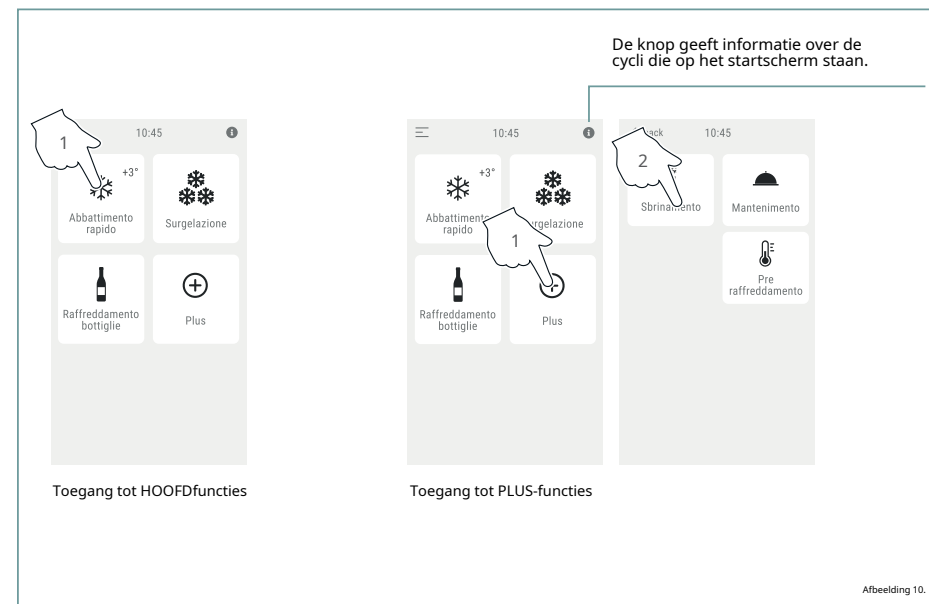 De knop geeft informatie over de
cycli die op het startscherm staan.
1
10:45
+3°
Abbattimento
rapido
Surgelazione
Raffreddamento
bottiglie
Plus
Toegang tot HOOFDfuncties
10:45
+3°
Abbattimento
rapido
1
Raffreddamento
bottiglie
Plus
Toegang tot PLUS-functies
10:45
2
Mantenimento
Pre
raffreddamento
Afbeelding 10.